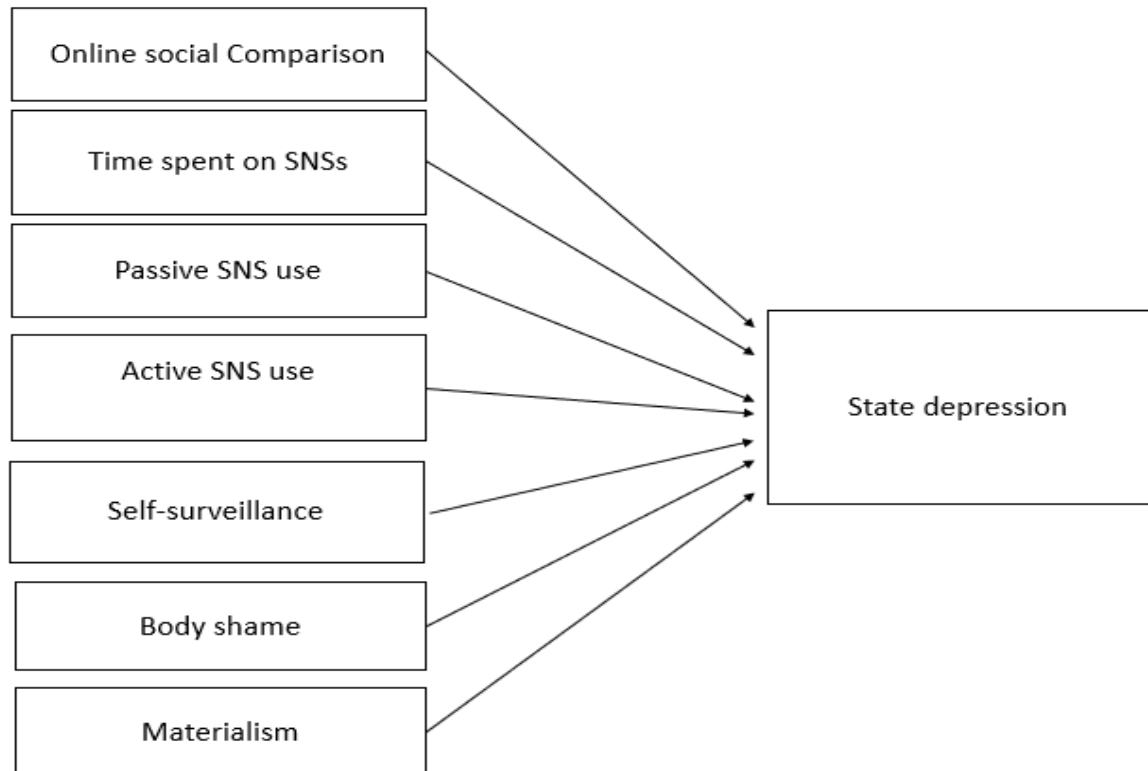 Online social Comparison
Time spent on SNSs
Passive SNS use
Active SNS use
Self-surveillance
Body shame
Materialism
State depression